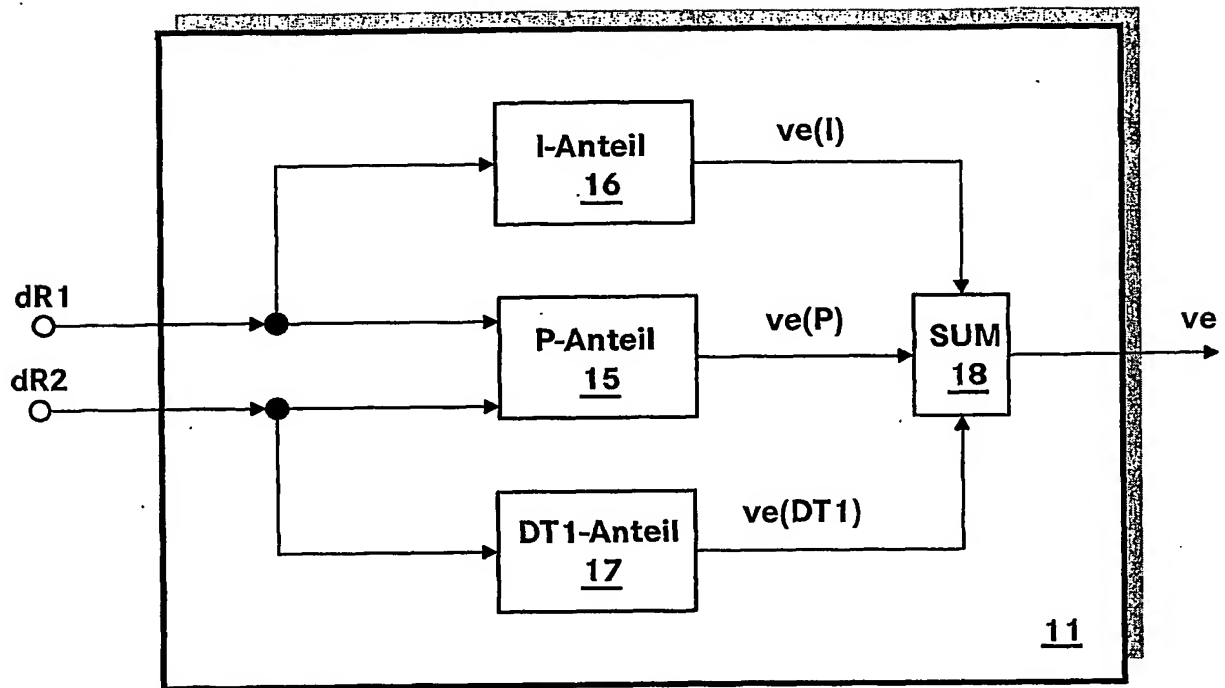 I-Anteil
16
ve(I)
dR1
P-Anteil
15
ve(P)
SUM
18
ve
dR2
DT1-Anteil
17
ve(DT1)
11